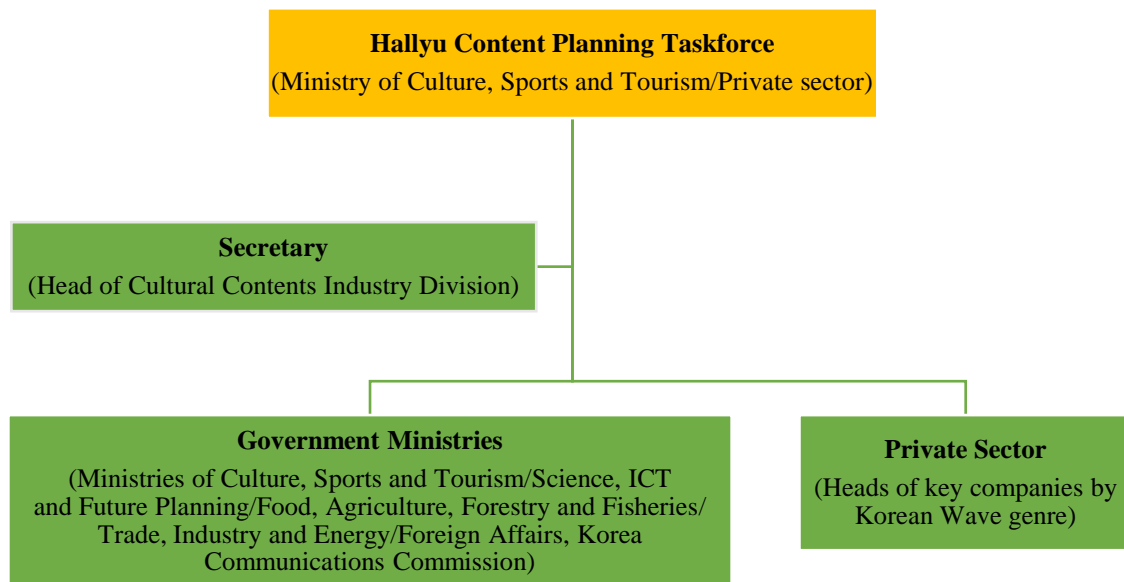 Hallyu Content Planning Taskforce
(Ministry of Culture, Sports and Tourism/Private sector)
Secretary
(Head of Cultural Contents Industry Division)
Government Ministries
(Ministries of Culture, Sports and Tourism/Science, ICT
and Future Planning/Food, Agriculture, Forestry and Fisheries/
Trade, Industry and Energy/Foreign Affairs, Korea
Communications Commission)
Private Sector
(Heads of key companies by
Korean Wave genre)